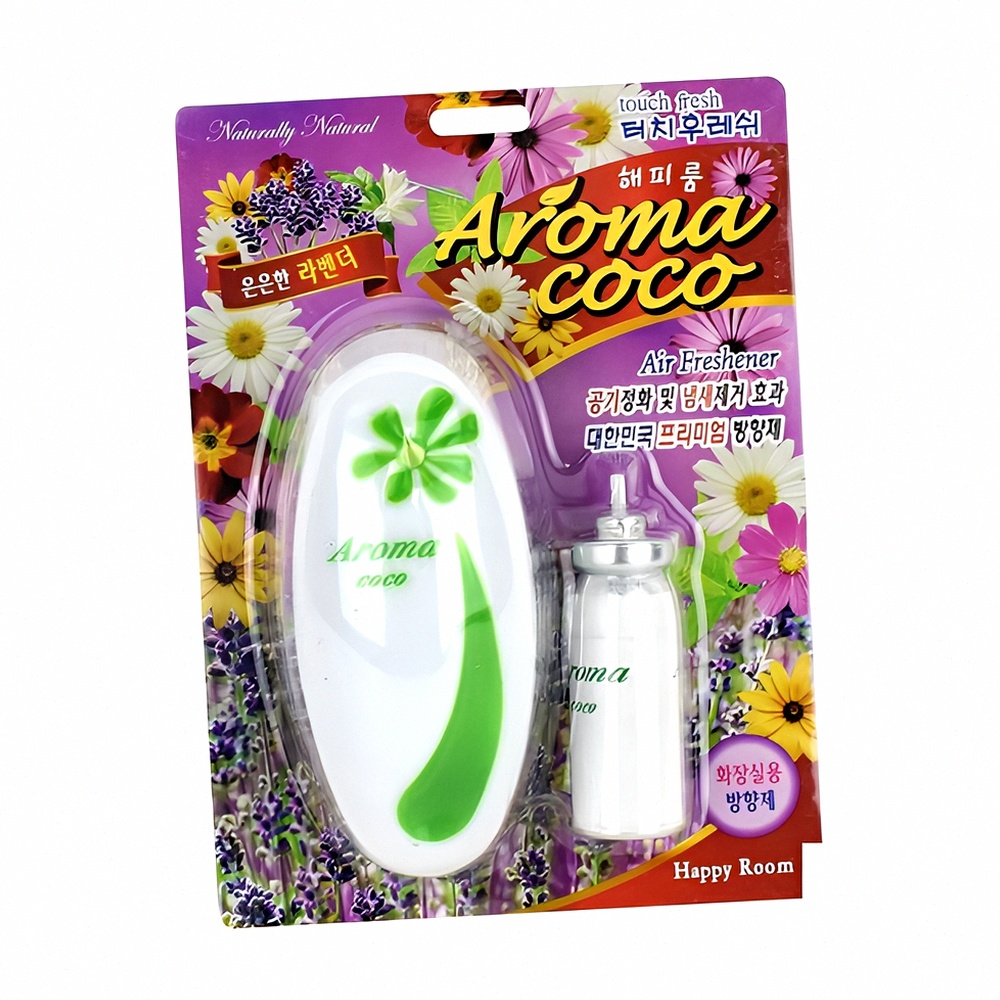 Naturally Natural
touch fresh
터치우레쉬
해피룸
Aroma
coco
은은한 라벤더
Air Freshener
공기정화 및 냄새제거 효과
대한민국 프리미엄 방향제
Aroma
coco
roma
coco
화장실용
방향제
Happy Room